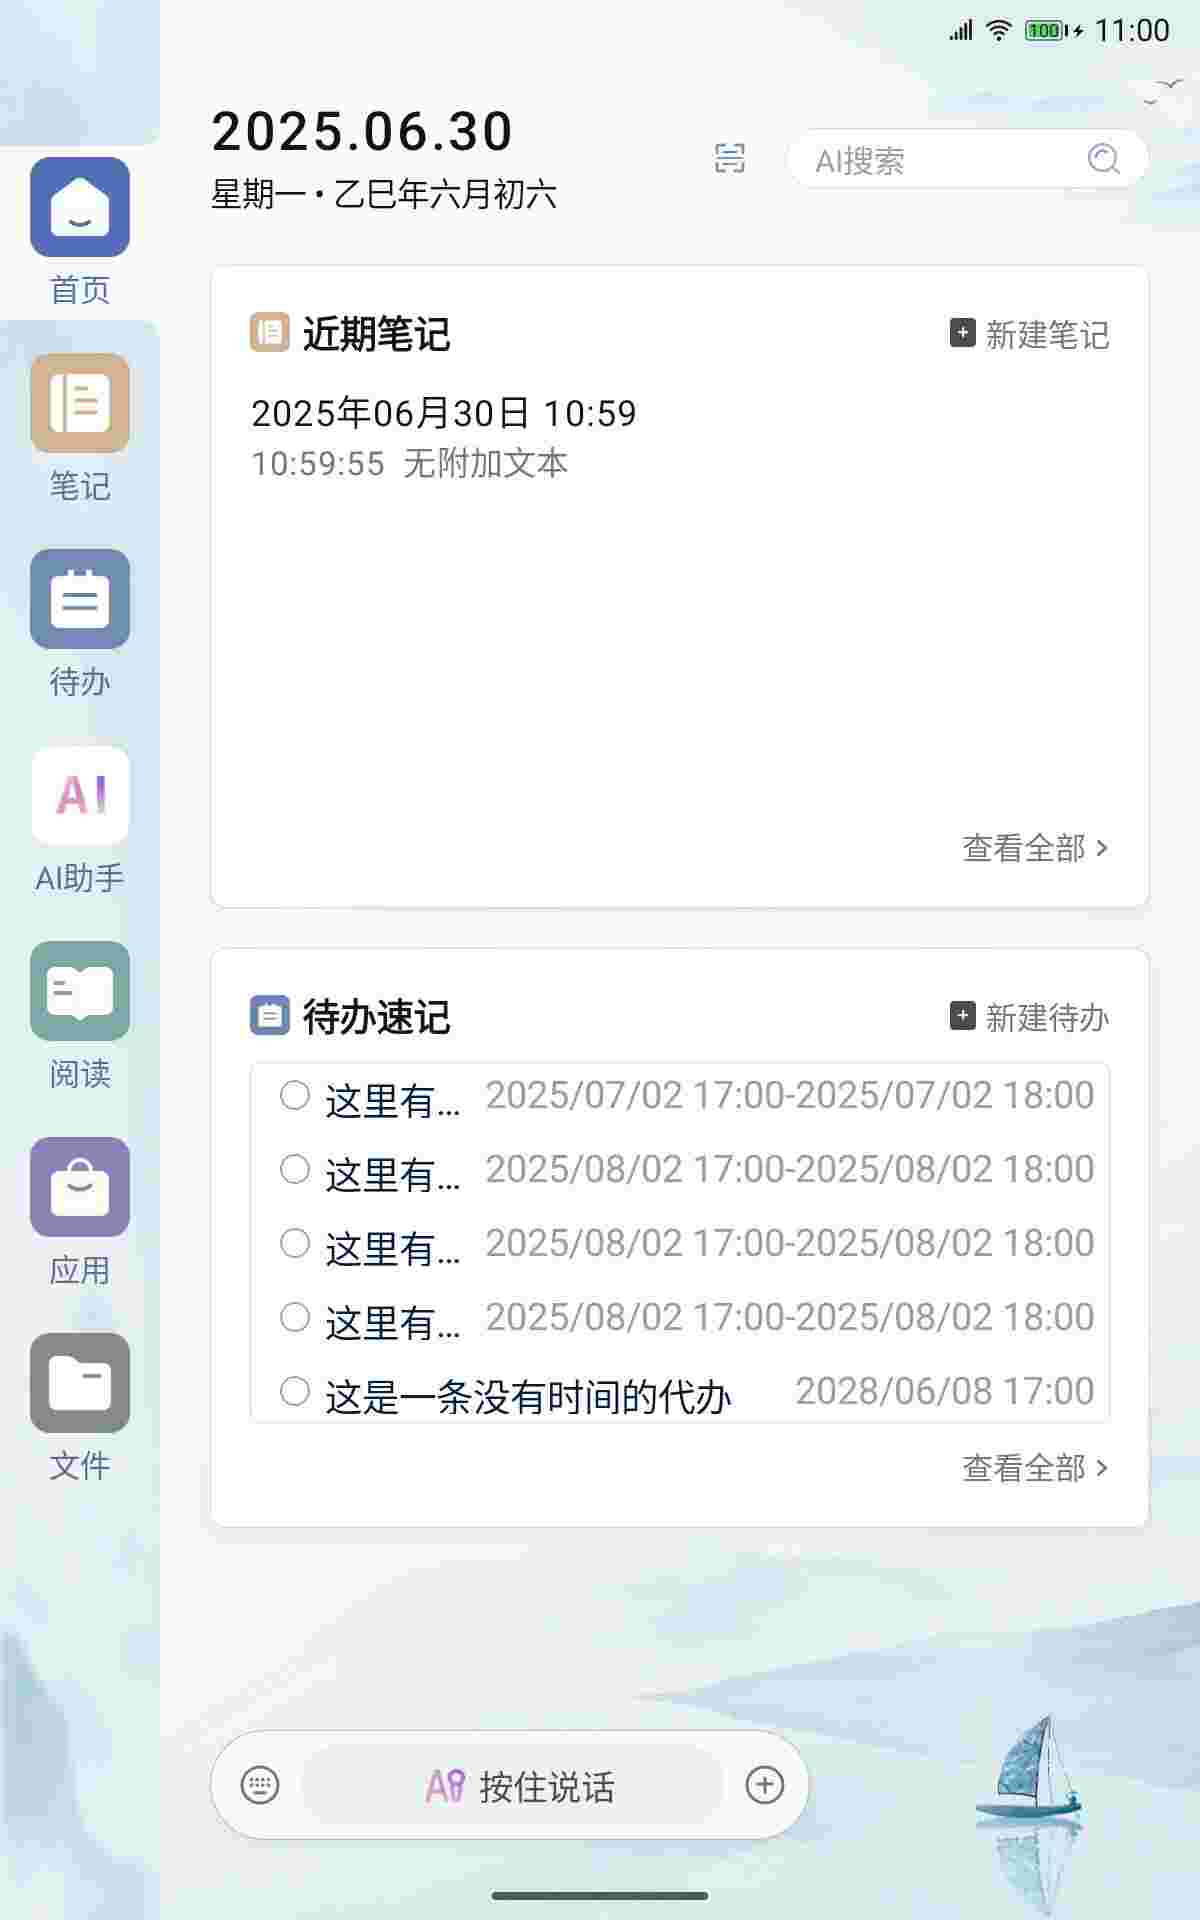 100 11:00
2025.06.30
星期一 • 乙巳年六月初六
AI搜索
首页
笔记
待办
AI
AI助手
阅读
应用
文件
近期笔记
新建笔记
2025年06月30日 10:59
10:59:55 无附加文本
查看全部 >
待办速记
新建待办
这里有... 2025/07/02 17:00-2025/07/02 18:00
这里有... 2025/08/02 17:00-2025/08/02 18:00
这里有... 2025/08/02 17:00-2025/08/02 18:00
这里有... 2025/08/02 17:00-2025/08/02 18:00
这是一条没有时间的代办 2028/06/08 17:00
查看全部 >
AI 按住说话